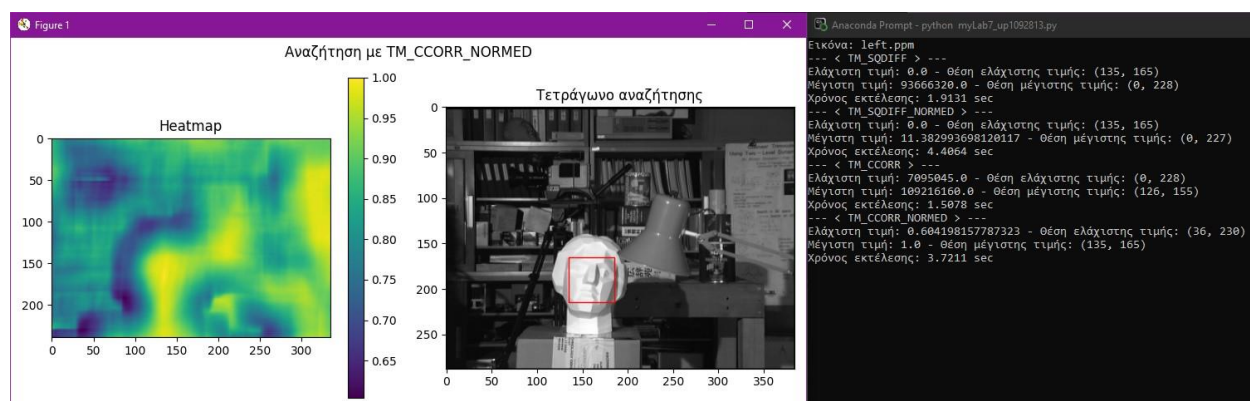 Figure 1
Αναζήτηση με TM_CCORR_NORMED
Heatmap
0
50
100
150
200
0
50
100
150
200
250
300
1.00
0.95
0.90
0.85
0.80
0.75
0.70
0.65
Τετράγωνο αναζήτησης
0
50
100
150
200
250
0
50
100
150
200
250
300
350
Anaconda Prompt - python myLab7_up1092813.py
Εικόνα: left.ppm
--- < TM_SQDIFF > ---
Ελάχιστη τιμή: 0.0 - Θέση ελάχιστης τιμής: (135, 165)
Μέγιστη τιμή: 93666320.0 - Θέση μέγιστης τιμής: (0, 228)
Χρόνος εκτέλεσης: 1.9131 sec
--- < TM_SQDIFF_NORMED > ---
Ελάχιστη τιμή: 0.0 - Θέση ελάχιστης τιμής: (135, 165)
Μέγιστη τιμή: 11.382993698120117 - Θέση μέγιστης τιμής: (0, 227)
Χρόνος εκτέλεσης: 4.4064 sec
--- < TM_CCORR > ---
Ελάχιστη τιμή: 7095045.0 - Θέση ελάχιστης τιμής: (0, 228)
Μέγιστη τιμή: 109216160.0 - Θέση μέγιστης τιμής: (126, 155)
Χρόνος εκτέλεσης: 1.5078 sec
--- < TM_CCORR_NORMED > ---
Ελάχιστη τιμή: 0.604198157787323 - Θέση ελάχιστης τιμής: (36, 230)
Μέγιστη τιμή: 1.0 - Θέση μέγιστης τιμής: (135, 165)
Χρόνος εκτέλεσης: 3.7211 sec